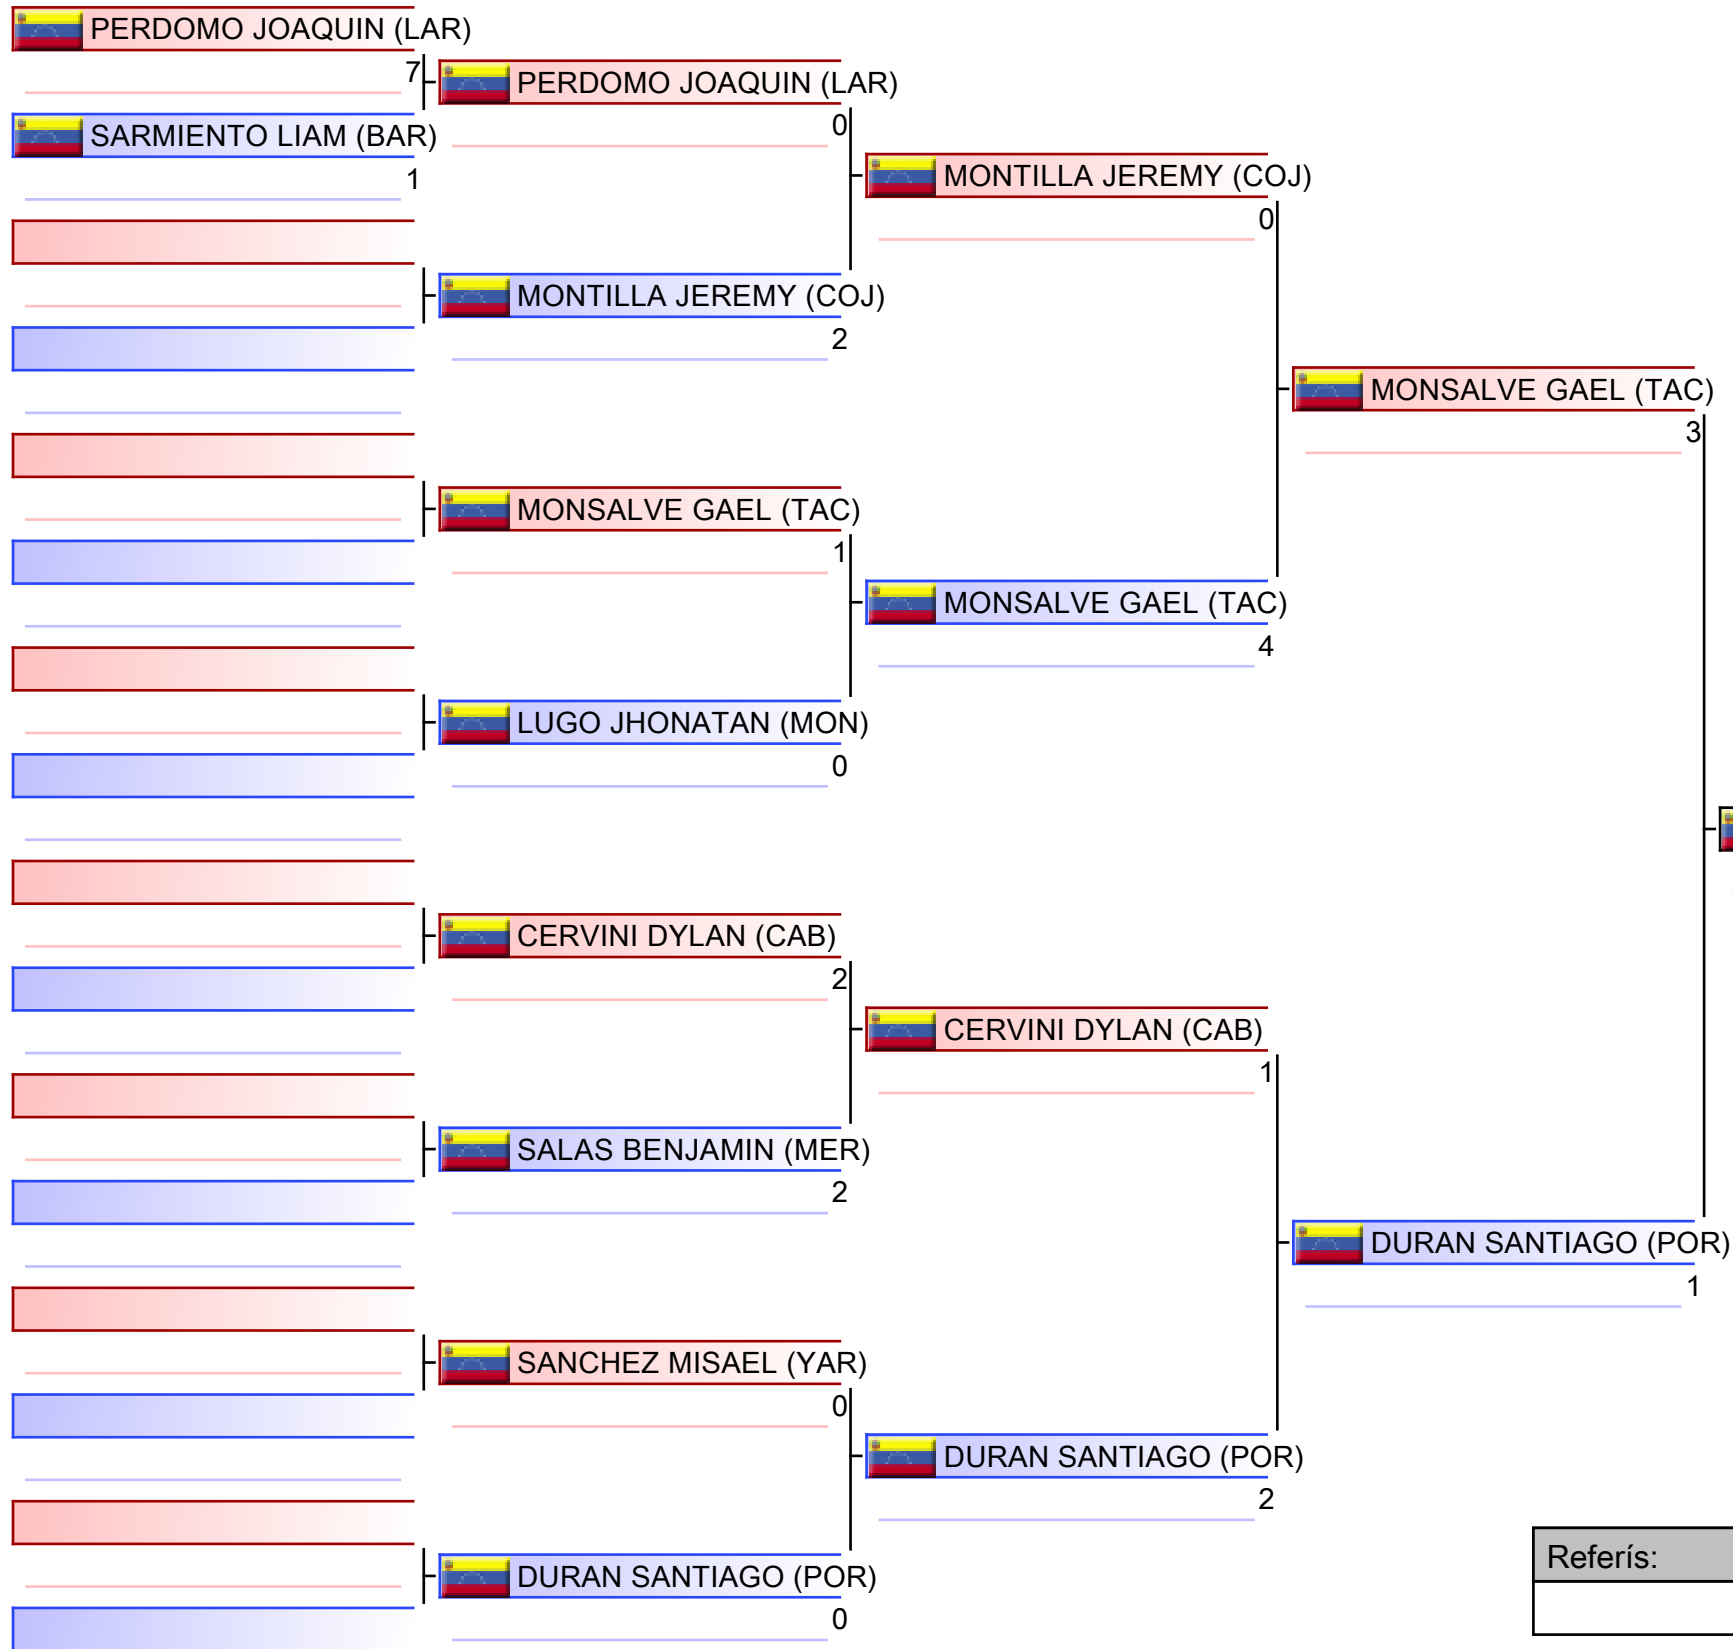 PERDOMO JOAQUIN (LAR)
7
SARMIENTO LIAM (BAR)
1
PERDOMO JOAQUIN (LAR)
0
MONTILLA JEREMY (COJ)
2
MONSALVE GAEL (TAC)
1
LUGO JHONATAN (MON)
0
CERVINI DYLAN (CAB)
2
SALAS BENJAMIN (MER)
2
SANCHEZ MISAEL (YAR)
0
DURAN SANTIAGO (POR)
0
MONTILLA JEREMY (COJ)
0
MONSALVE GAEL (TAC)
4
CERVINI DYLAN (CAB)
1
DURAN SANTIAGO (POR)
2
MONSALVE GAEL (TAC)
3
DURAN SANTIAGO (POR)
1
Referís: